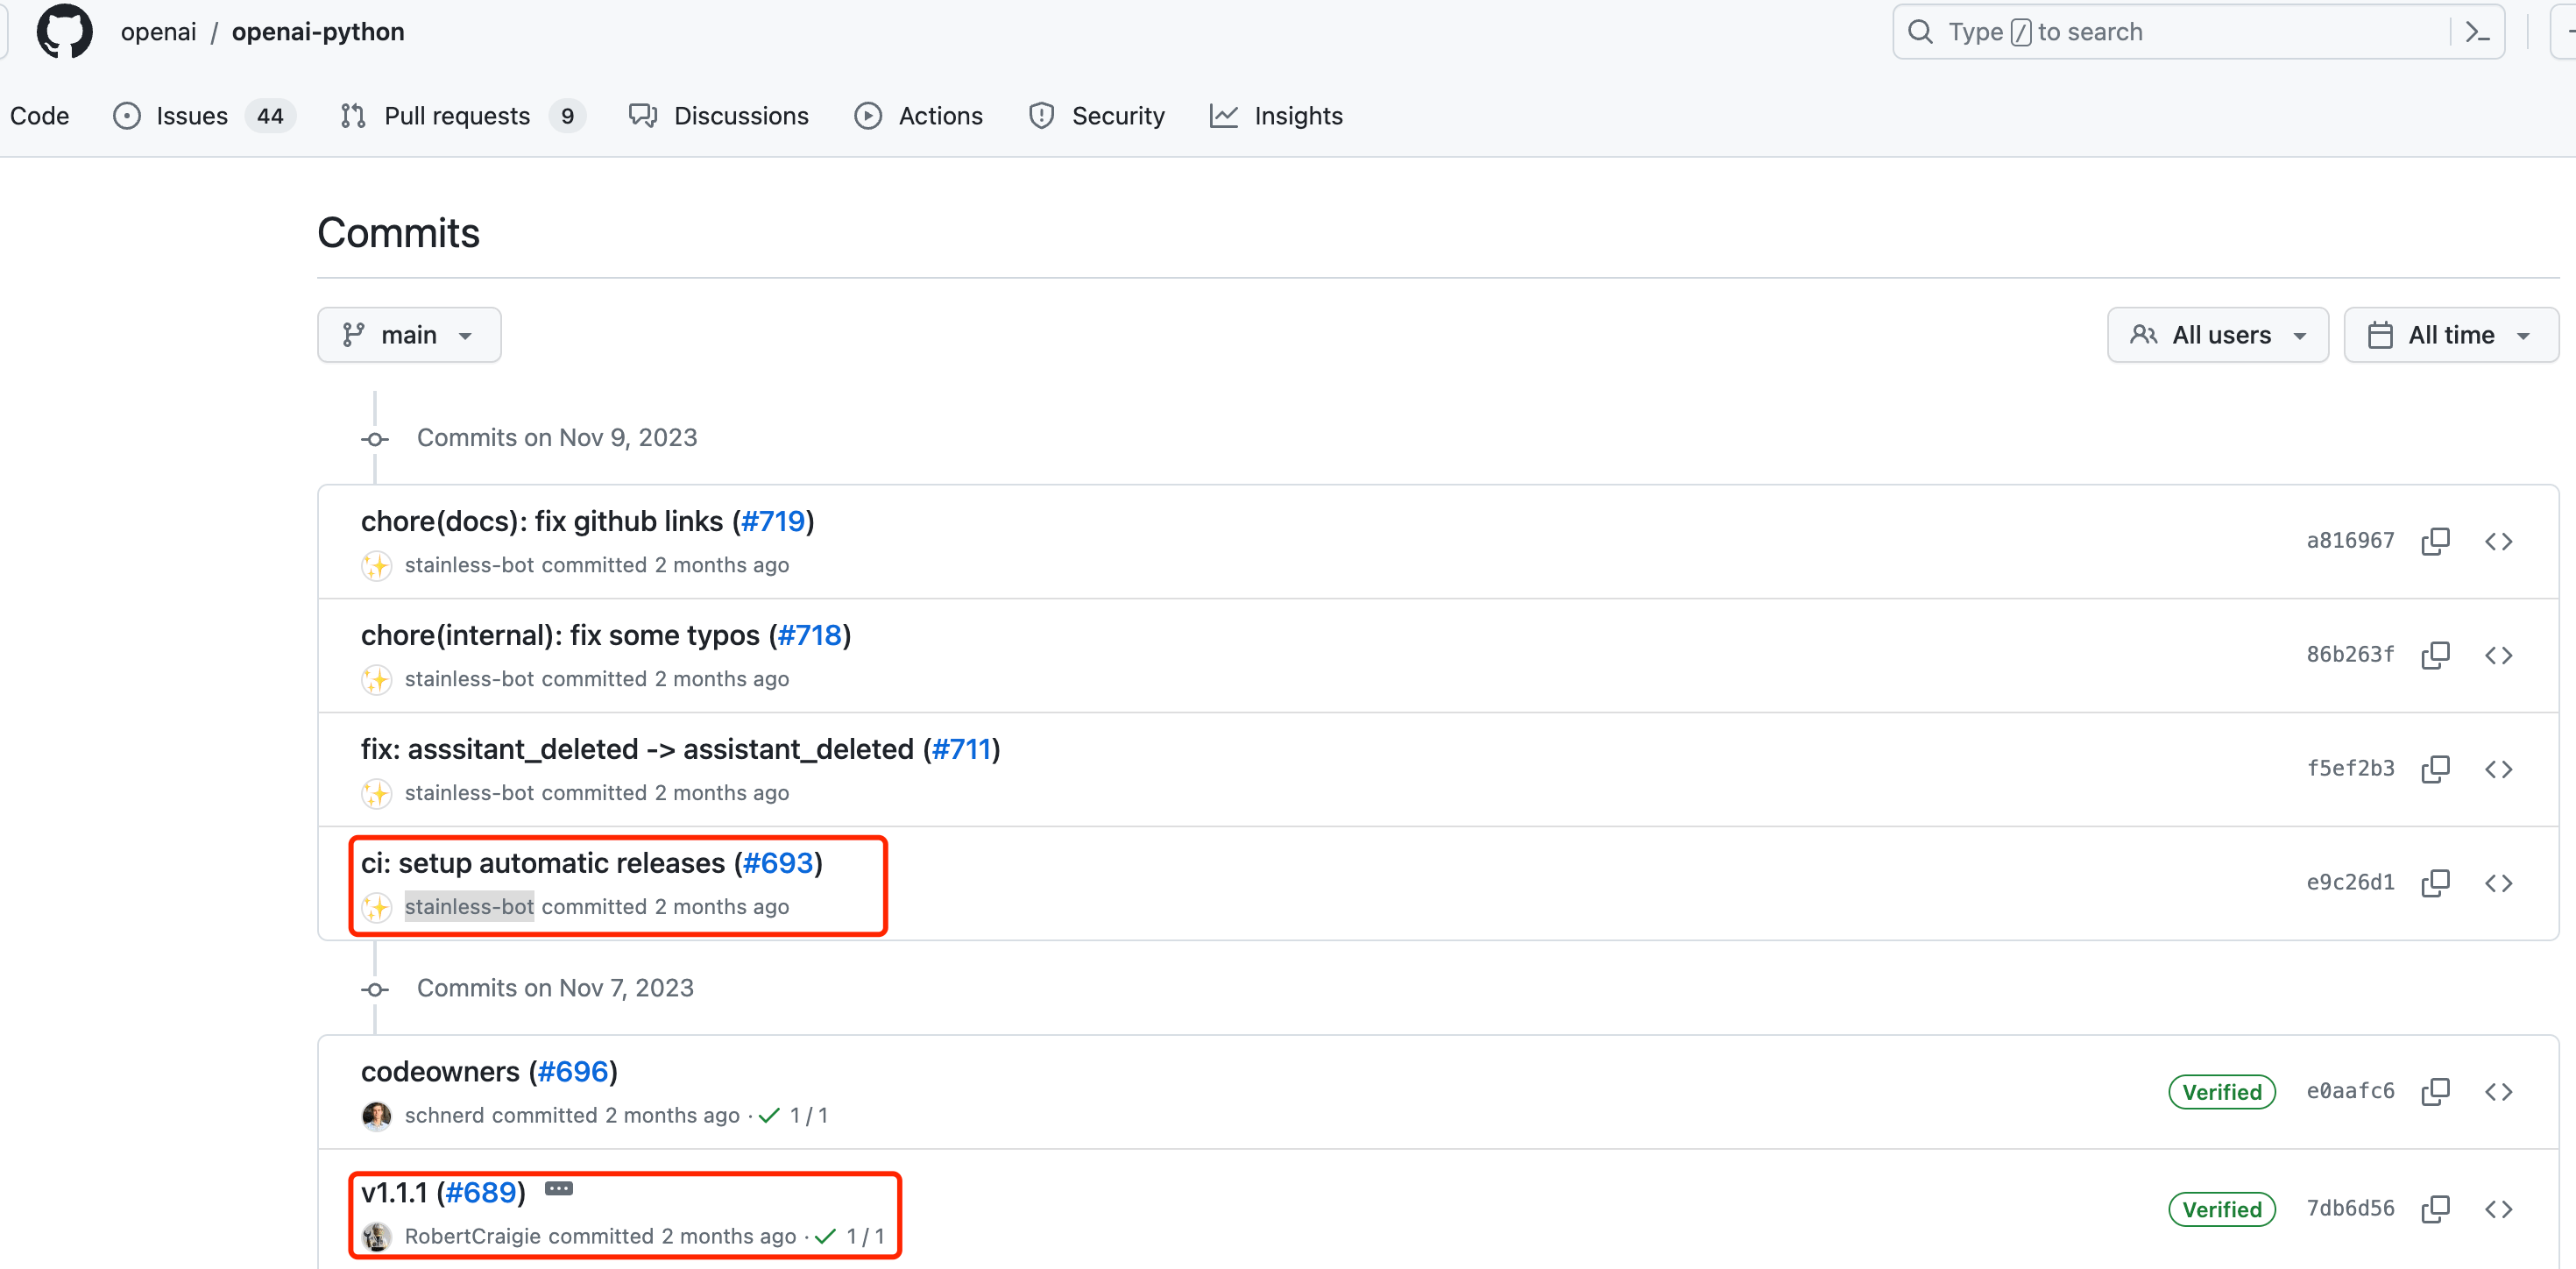 openai / openai-python
Type / to search
Code
Issues 44
Pull requests 9
Discussions
Actions
Security
Insights
Commits
main
All users
All time
Commits on Nov 9, 2023
chore(docs): fix github links (#719)
stainless-bot committed 2 months ago
a816967
chore(internal): fix some typos (#718)
stainless-bot committed 2 months ago
86b263f
fix: asssitant_deleted -> assistant_deleted (#711)
stainless-bot committed 2 months ago
f5ef2b3
ci: setup automatic releases (#693)
stainless-bot committed 2 months ago
e9c26d1
Commits on Nov 7, 2023
codeowners (#696)
schnerd committed 2 months ago · 1 / 1
Verified
e0aafc6
v1.1.1 (#689)
RobertCraigie committed 2 months ago · 1 / 1
Verified
7db6d56